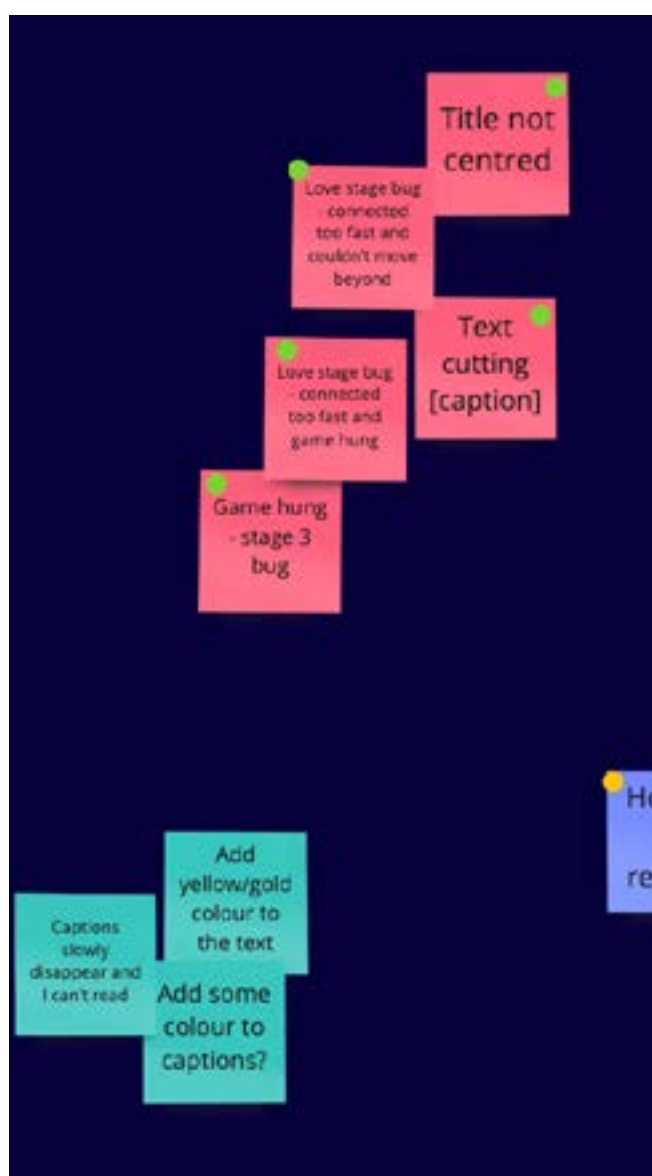 Title not
centred
Love stage bug
- connected
too fast and
couldn't move
beyond
Text
cutting
[caption]
Love stage bug
- connected
too fast and
game hung
Game hung
- stage 3
bug
Add
yellow/gold
colour to
the text
Captions
slowly
disappear and
I can't read
Add some
colour to
captions?